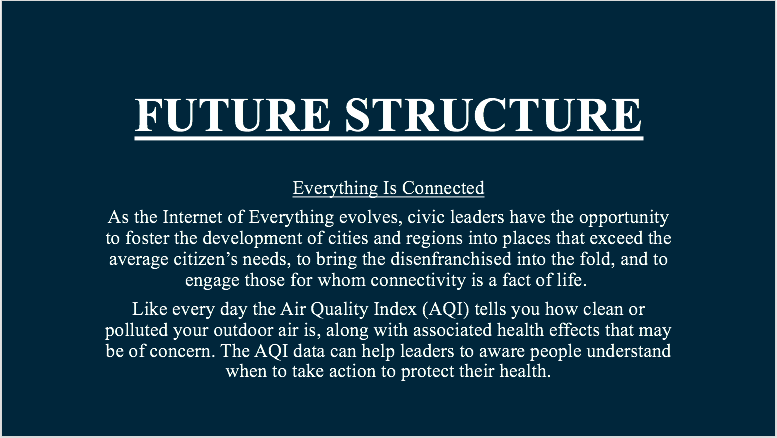 FUTURE STRUCTURE
Everything Is Connected
As the Internet of Everything evolves, civic leaders have the opportunity
to foster the development of cities and regions into places that exceed the
average citizen’s needs, to bring the disenfranchised into the fold, and to
engage those for whom connectivity is a fact of life.
Like every day the Air Quality Index (AQI) tells you how clean or
polluted your outdoor air is, along with associated health effects that may
be of concern. The AQI data can help leaders to aware people understand
when to take action to protect their health.